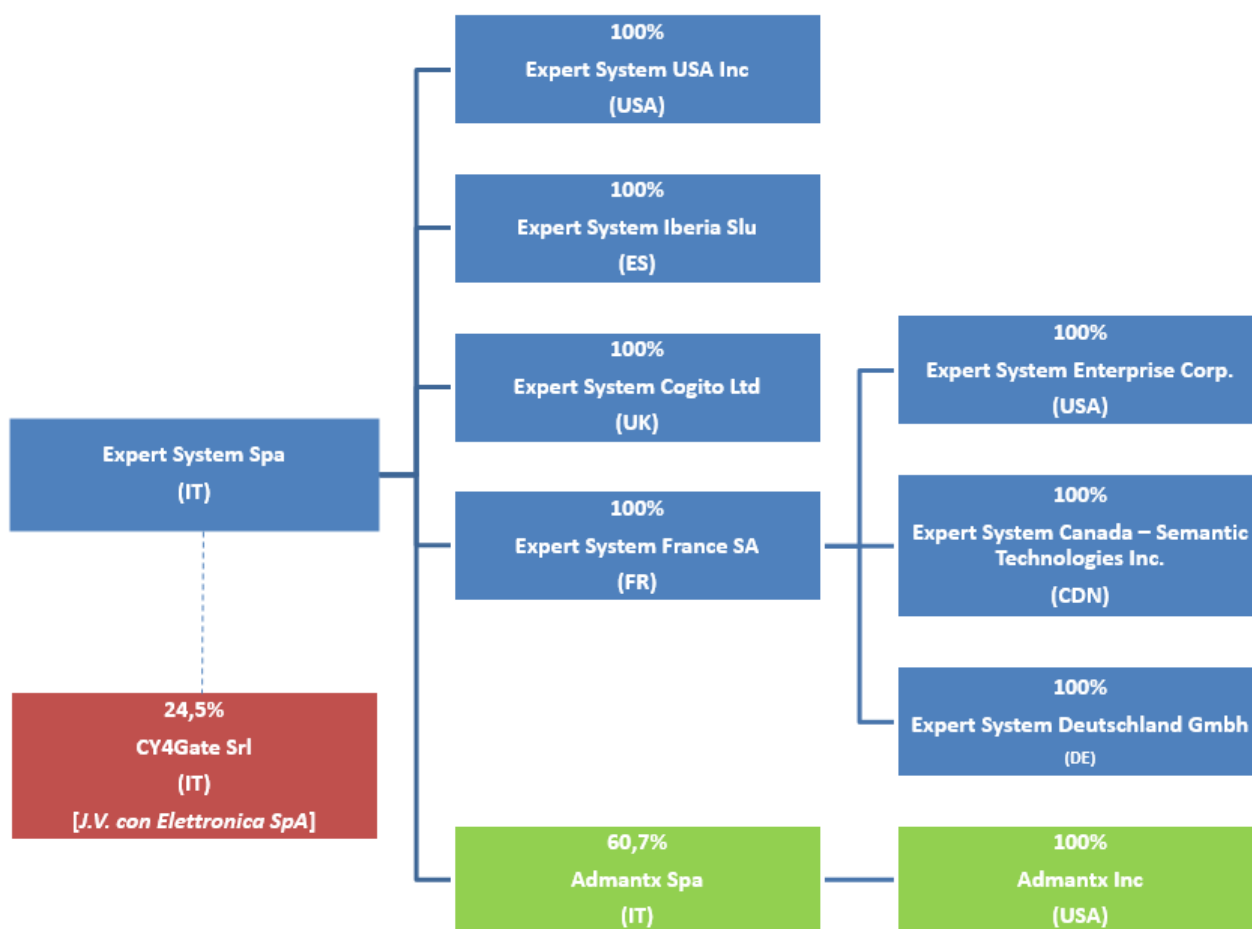 100%
Expert System USA Inc
(USA)
100%
Expert System Iberia Slu
(ES)
100%
Expert System Cogito Ltd
(UK)
100%
Expert System Enterprise Corp.
(USA)
Expert System Spa
(IT)
100%
Expert System France SA
(FR)
100%
Expert System Canada – Semantic
Technologies Inc.
(CDN)
100%
Expert System Deutschland Gmbh
(DE)
24,5%
CY4Gate Srl
(IT)
[J.V. con Elettronica SpA]
60,7%
Admantx Spa
(IT)
100%
Admantx Inc
(USA)